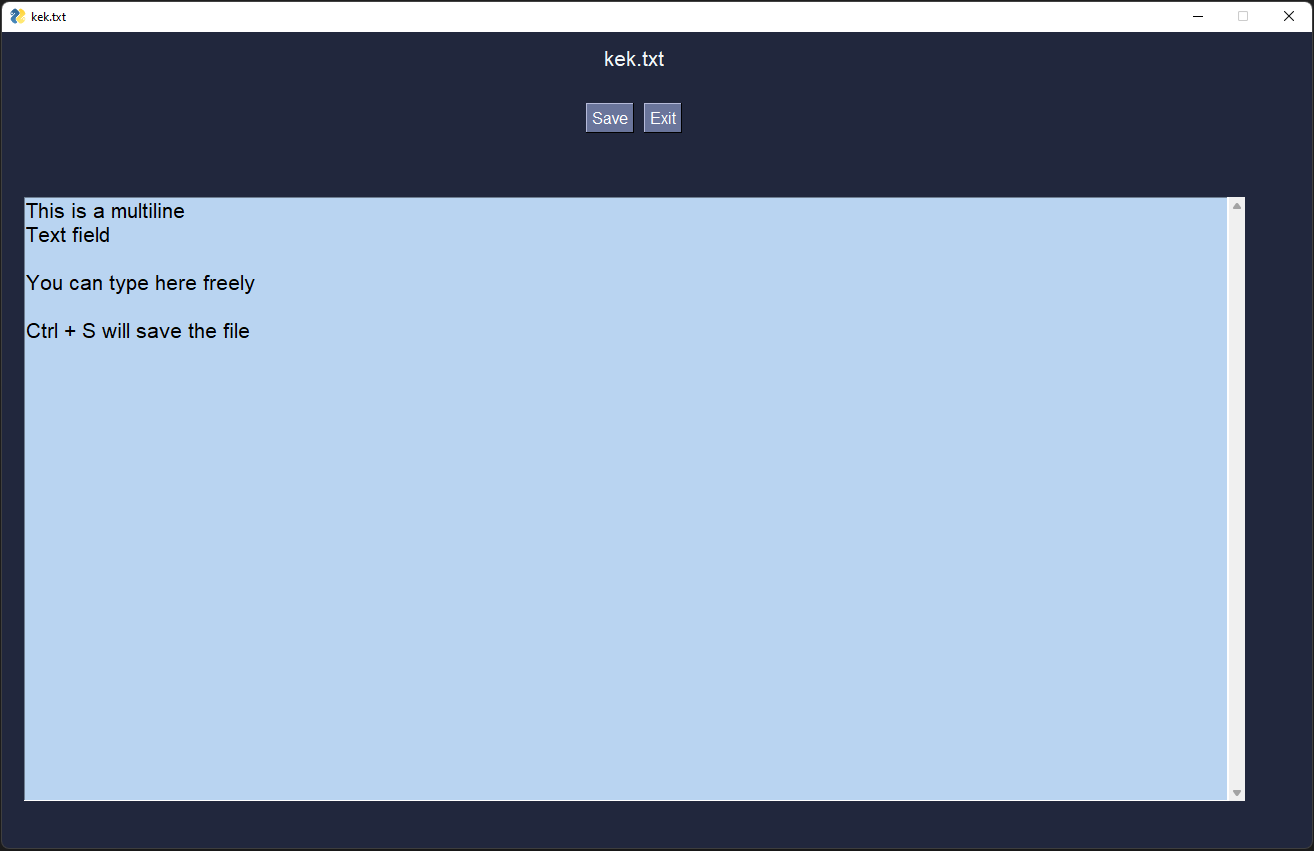 kek.txt
kek.txt
Save Exit
This is a multiline
Text field
You can type here freely
Ctrl + S will save the file